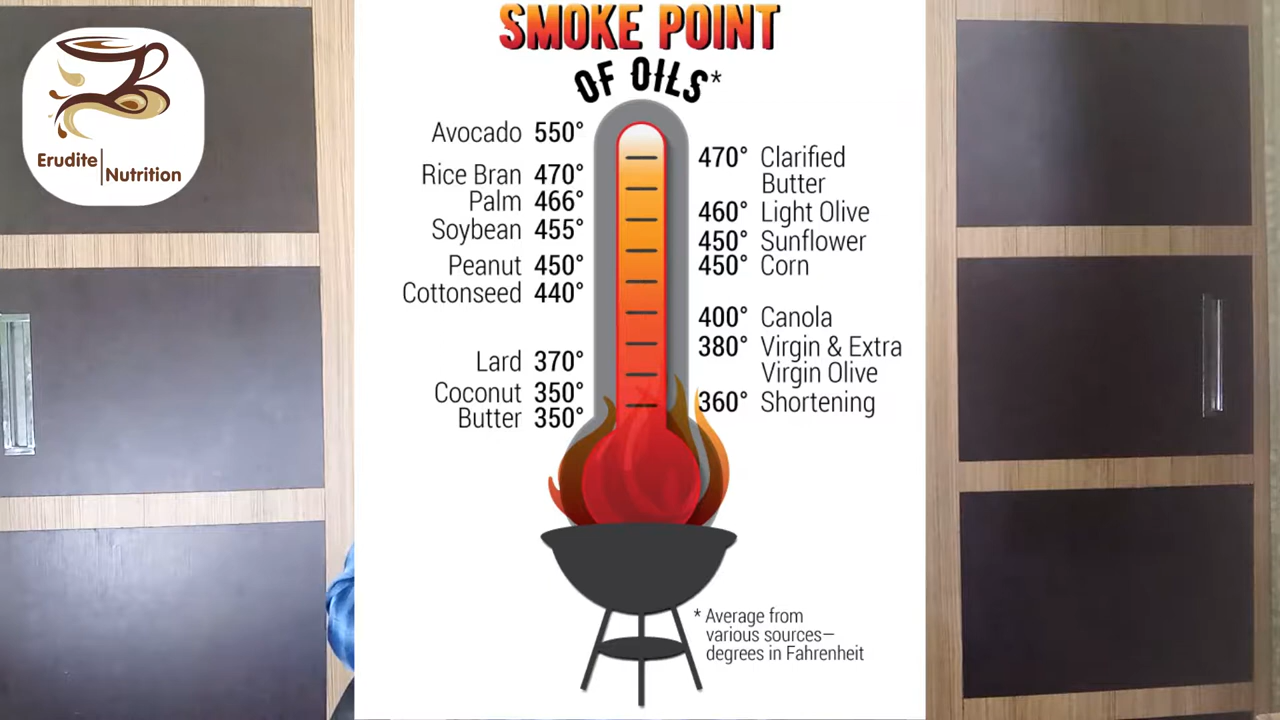 Erudite Nutrition
SMOKE POINT
OF OILS*
Avocado 550°
Rice Bran 470°
Palm 466°
Soybean 455°
Peanut 450°
Cottonseed 440°
Lard 370°
Coconut 350°
Butter 350°
470° Clarified
Butter
460° Light Olive
450° Sunflower
450° Corn
400° Canola
380° Virgin & Extra
Virgin Olive
360° Shortening
* Average from
various sources—
degrees in Fahrenheit